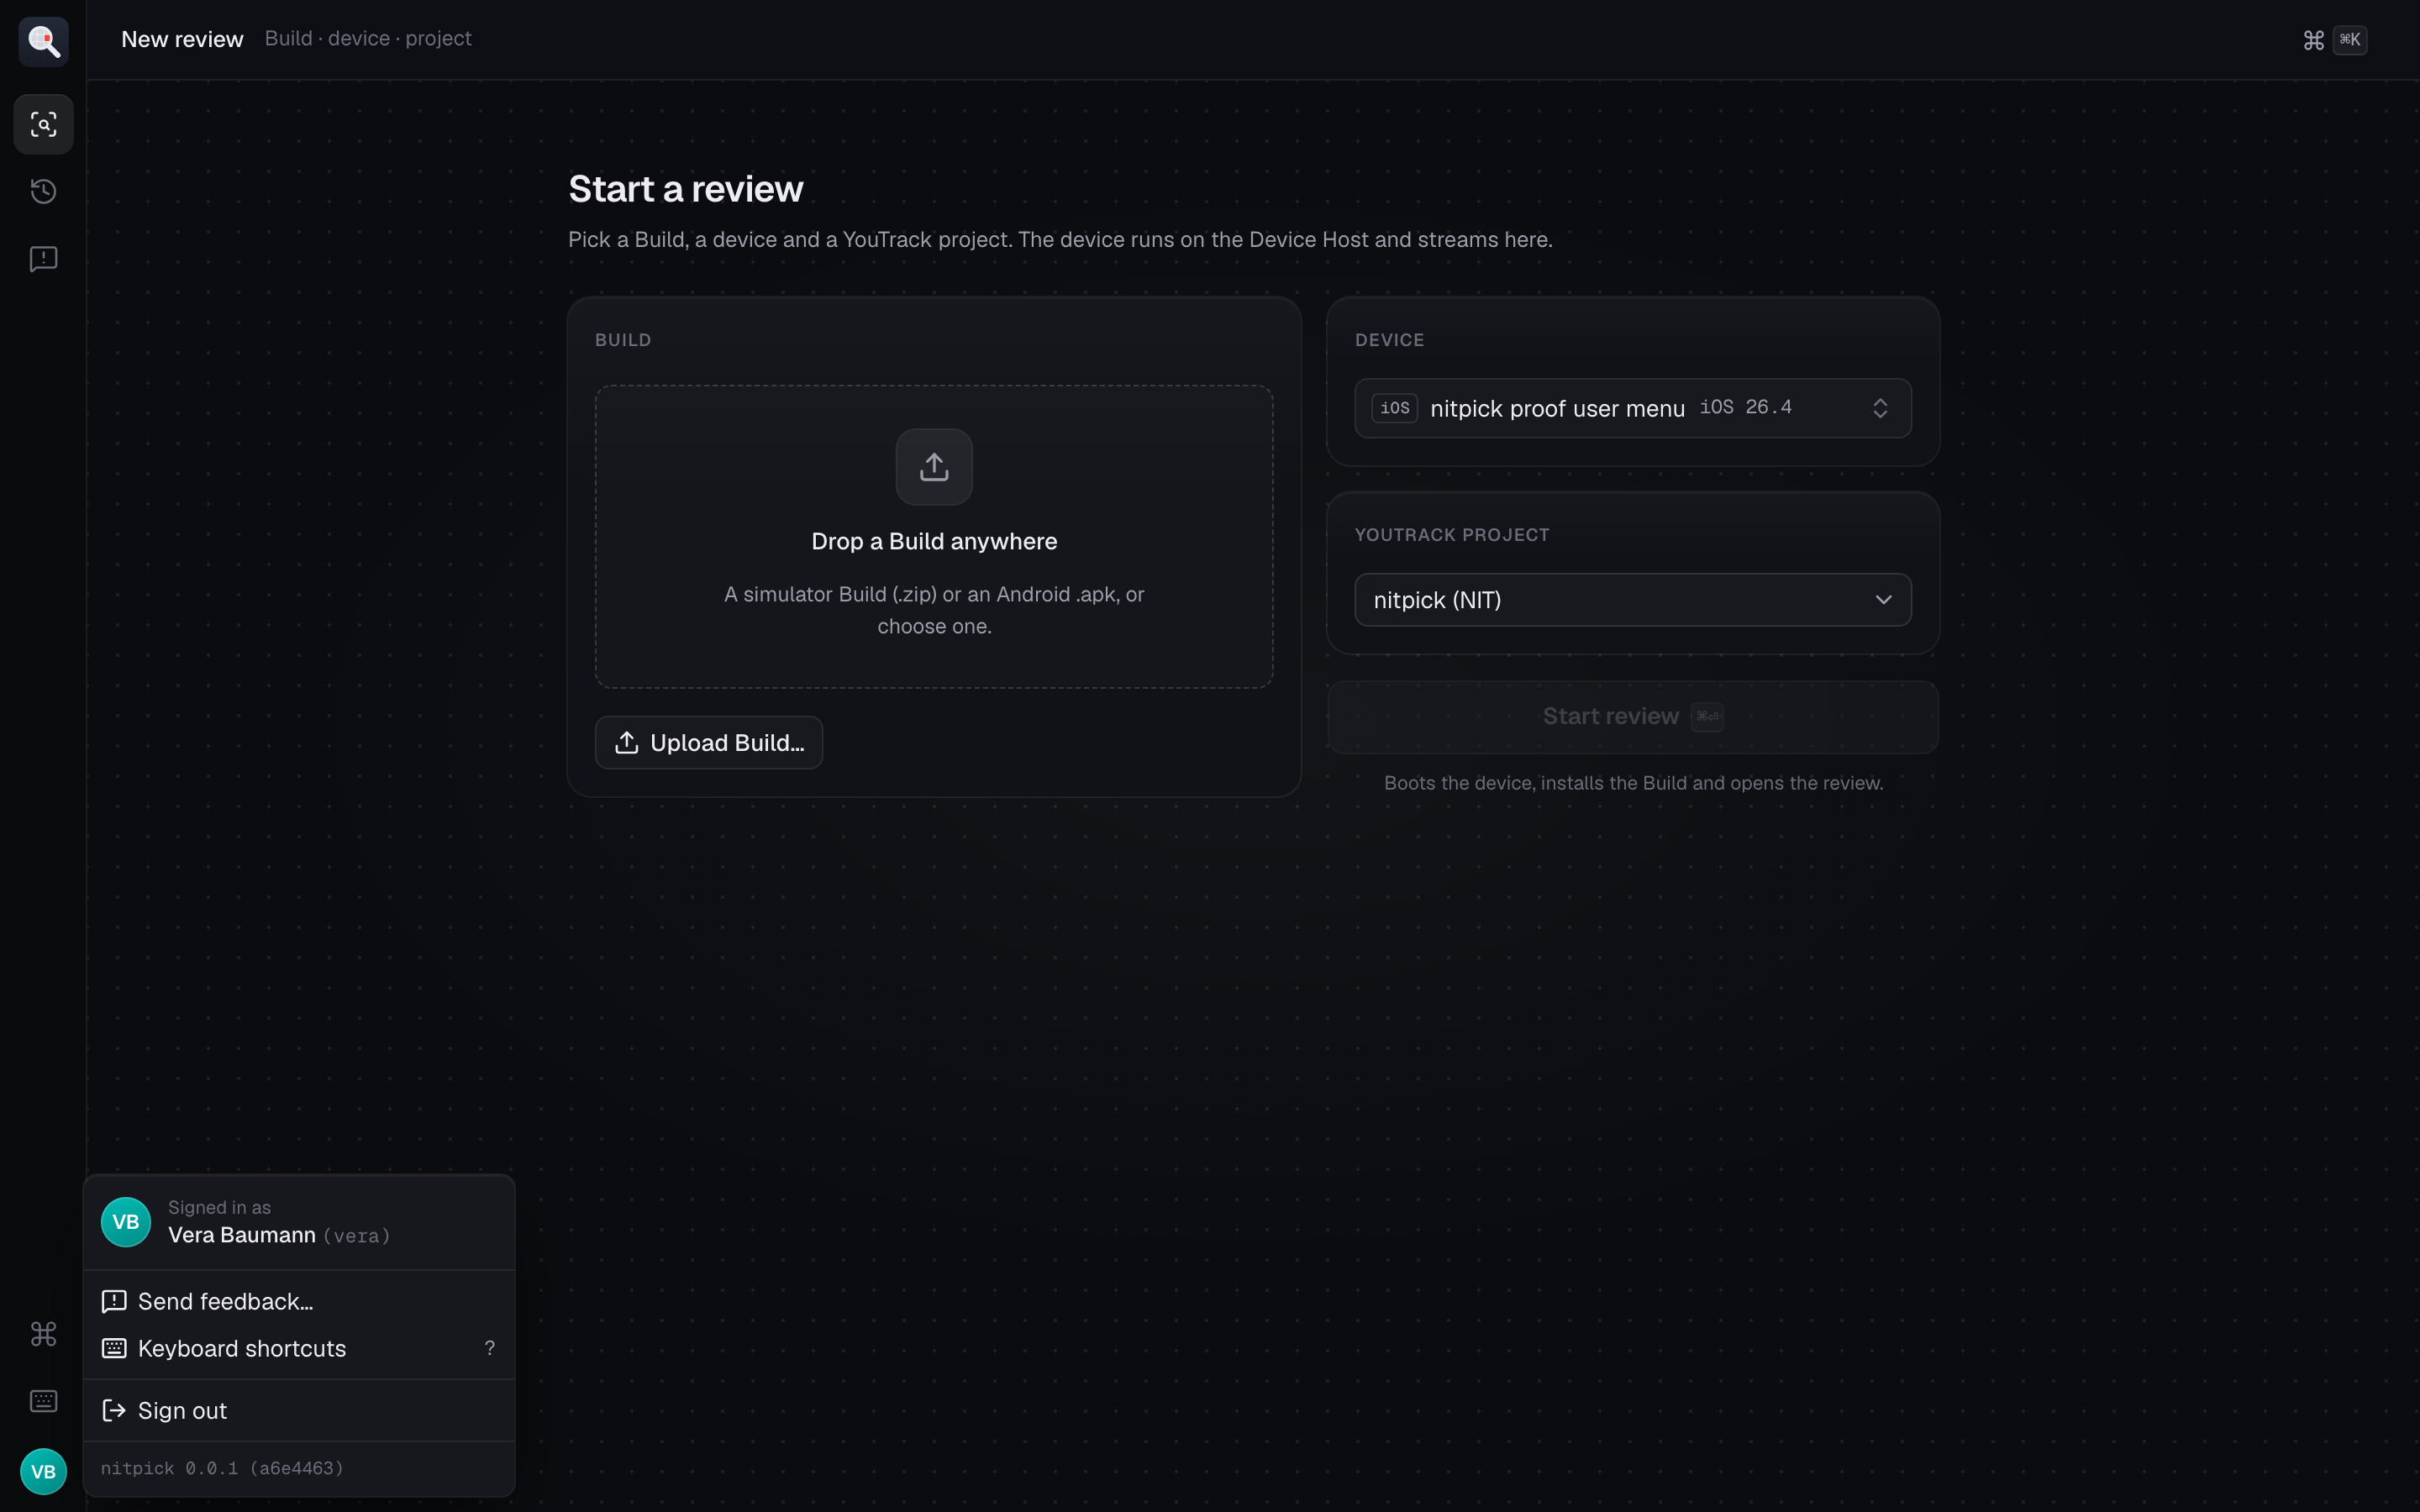 New review Build · device · project ⌘K
Start a review
Pick a Build, a device and a YouTrack project. The device runs on the Device Host and streams here.
BUILD
Drop a Build anywhere
A simulator Build (.zip) or an Android .apk, or
choose one.
Upload Build...
DEVICE
iOS nitpick proof user menu iOS 26.4
YOUTRACK PROJECT
nitpick (NIT)
Start review ⌘⏎
Boots the device, installs the Build and opens the review.
VB
Signed in as
Vera Baumann (vera)
Send feedback...
Keyboard shortcuts ?
Sign out
nitpick 0.0.1 (a6e4463)
VB